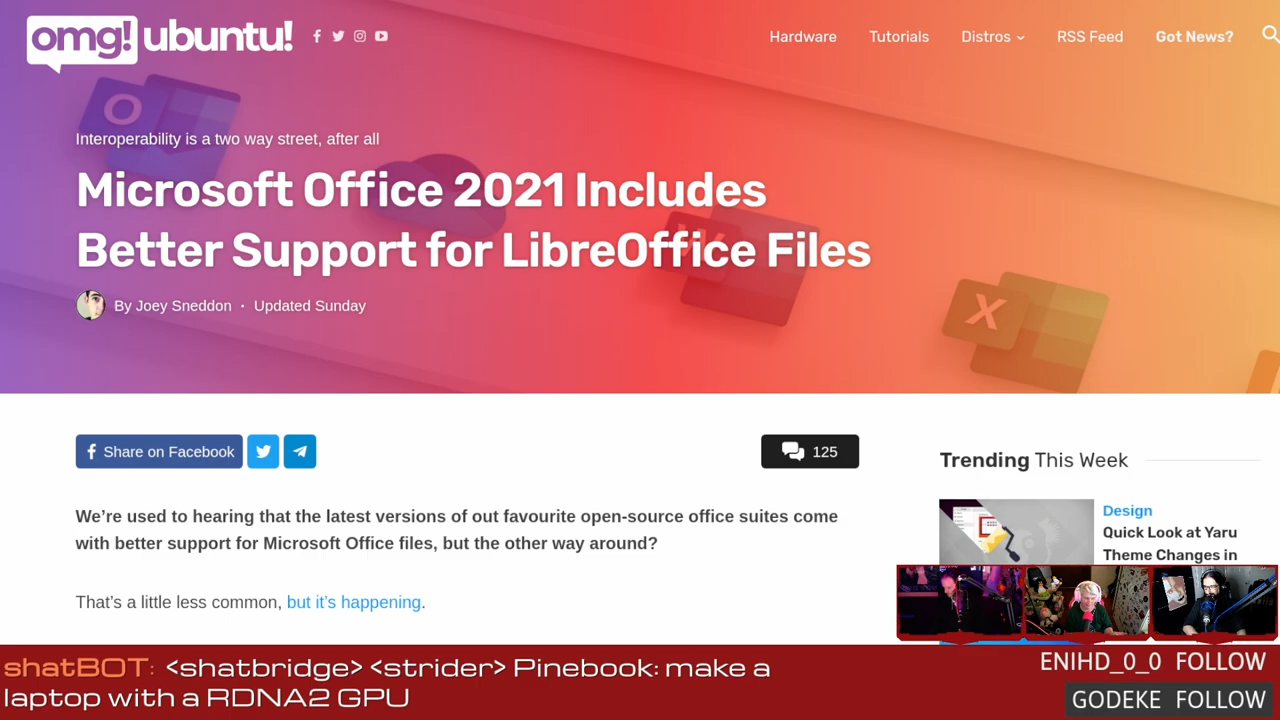 omg! ubuntu!
Hardware Tutorials Distros RSS Feed Got News?
Interoperability is a two way street, after all
Microsoft Office 2021 Includes
Better Support for LibreOffice Files
By Joey Sneddon · Updated Sunday
Share on Facebook
125
Trending This Week
We’re used to hearing that the latest versions of out favourite open-source office suites come
with better support for Microsoft Office files, but the other way around?
That’s a little less common, but it’s happening.
Design
Quick Look at Yaru
Theme Changes in
shatBOT: <shatbridge> <strider> Pinebook: make a
laptop with a RDNA2 GPU
ENIHD_0_0 FOLLOW
GODEKE FOLLOW